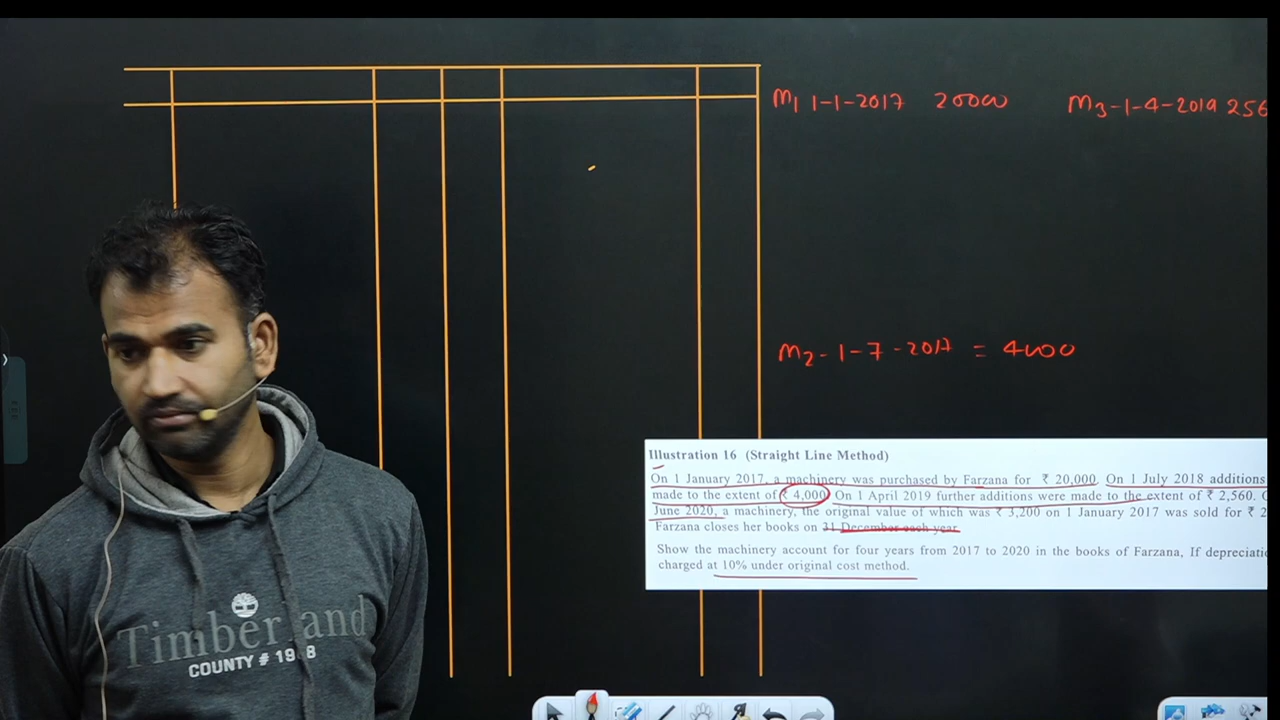 M1 1-1-2017 20000
M3-1-4-2019 256
M2-1-7-2017 = 4000
Illustration 16 (Straight Line Method)
On 1 January 2017, a machinery was purchased by Farzana for ₹ 20,000. On 1 July 2018 additions
made to the extent of ₹ 4,000. On 1 April 2019 further additions were made to the extent of ₹ 2,560.
June 2020, a machinery, the original value of which was ₹ 3,200 on 1 January 2017 was sold for ₹ 2
Farzana closes her books on 31 December each year.
Show the machinery account for four years from 2017 to 2020 in the books of Farzana, If depreciatio
charged at 10% under original cost method.
Timberland
COUNTY # 1978